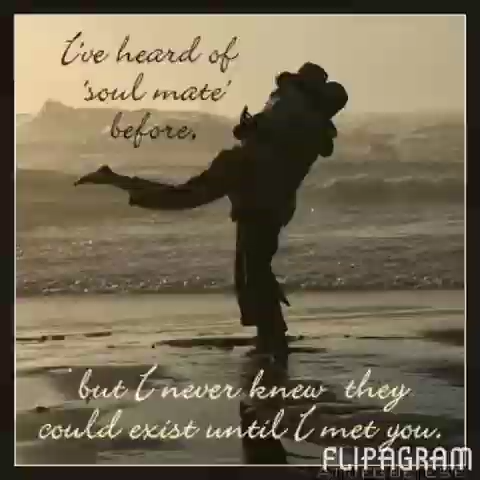 I've heard of
'soul mate'
before.
but I never knew they
could exist until I met you.
FLIPAGRAM